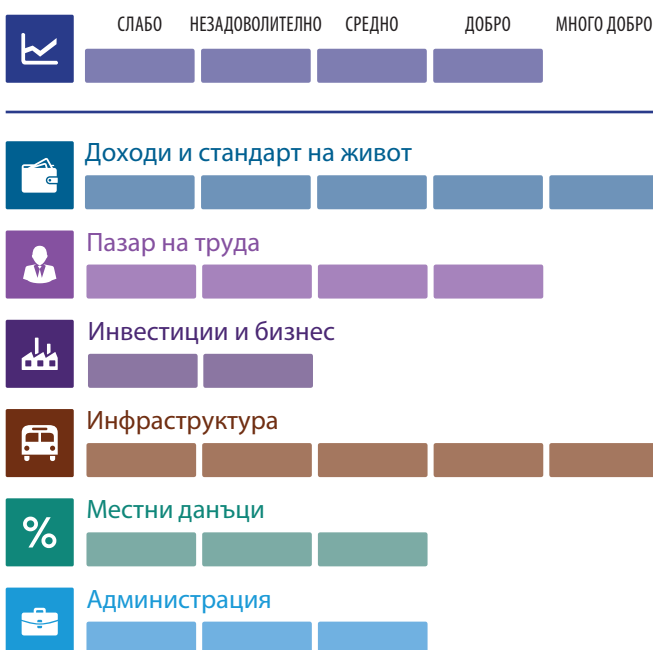 СЛАБО НЕЗАДОВОЛИТЕЛНО СРЕДНО ДОБРО МНОГО ДОБРО
Доходи и стандарт на живот
Пазар на труда
Инвестиции и бизнес
Инфраструктура
Местни данъци
%
Администрация